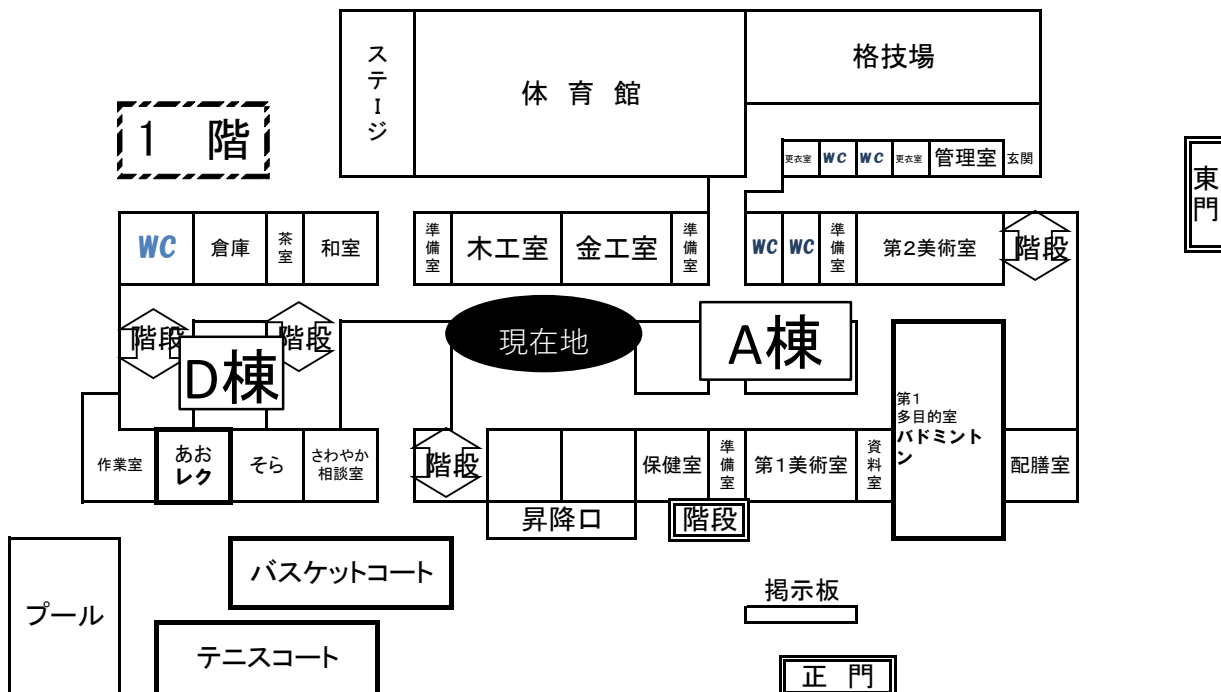 ステージ
体 育 館
格技場
1 階
更衣室
WC
WC
更衣室
管理室
玄関
東門
WC
倉庫
茶室
和室
準備室
木工室
金工室
準備室
WC
WC
準備室
第2美術室
階段
階段
階段
現在地
A棟
D棟
第1
多目的室
バドミント
ン
作業室
あお
レク
そら
さわやか
相談室
階段
保健室
準備室
第1美術室
資料室
配膳室
昇降口
階段
バスケットコート
掲示板
プール
テニスコート
正 門